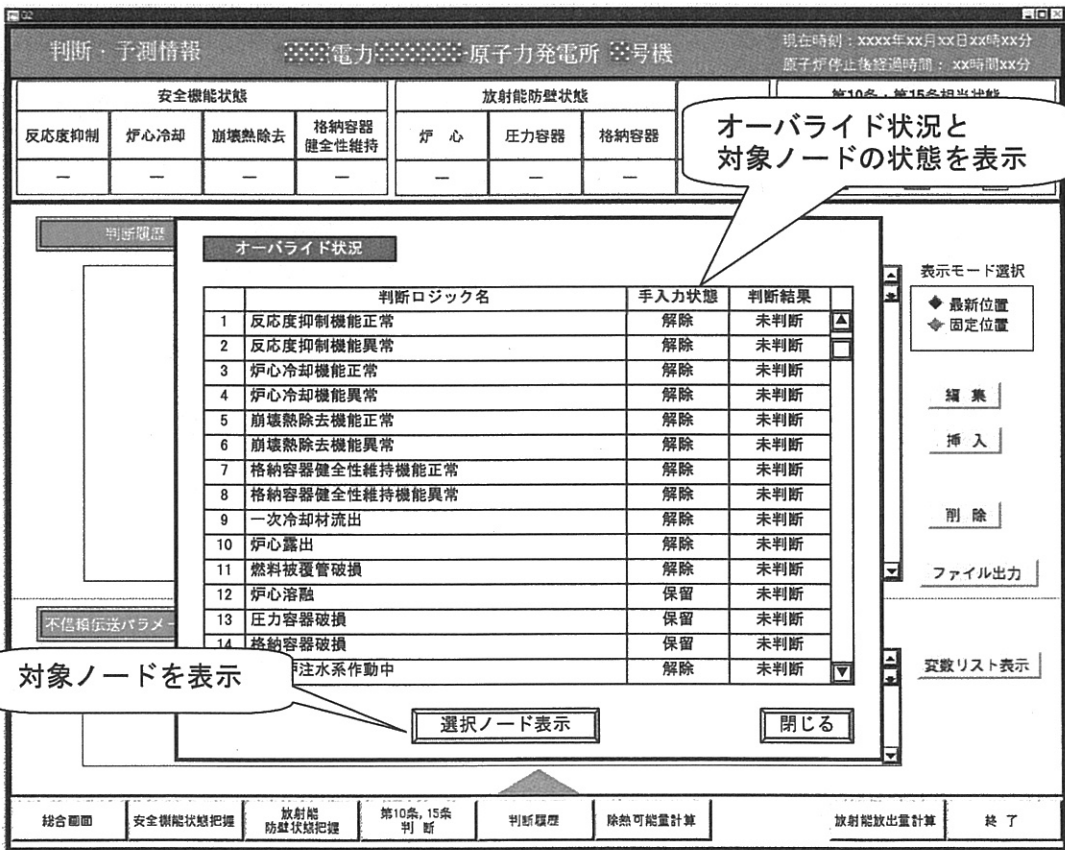 02
判断・予測情報
電力
原子力発電所
号機
現在時刻：xxxx年xx月xx日xx時xx分
原子炉停止後経過時間： xx時間xx分
安全機能状態
放射能防壁状態
第10条・第15条相当状態
反応度抑制
炉心冷却
崩壊熱除去
格納容器
健全性維持
炉 心
圧力容器
格納容器
－
－
－
－
－
－
－
オーバライド状況と
対象ノードの状態を表示
判断履歴
オーバライド状況
判断ロジック名 手入力状態 判断結果
1 反応度抑制機能正常 解除 未判断
2 反応度抑制機能異常 解除 未判断
3 炉心冷却機能正常 解除 未判断
4 炉心冷却機能異常 解除 未判断
5 崩壊熱除去機能正常 解除 未判断
6 崩壊熱除去機能異常 解除 未判断
7 格納容器健全性維持機能正常 解除 未判断
8 格納容器健全性維持機能異常 解除 未判断
9 一次冷却材流出 解除 未判断
10 炉心露出 解除 未判断
11 燃料被覆管破損 解除 未判断
12 炉心溶融 保留 未判断
13 圧力容器破損 保留 未判断
14 格納容器破損 保留 未判断
注水系作動中 解除 未判断
選択ノード表示
閉じる
表示モード選択
最新位置
固定位置
編 集
挿 入
削 除
ファイル出力
不信頼伝送パラメー
対象ノードを表示
変数リスト表示
総合画面
安全機能状態把握
放射能
防壁状態把握
第10条,15条
判 断
判断履歴
除熱可能量計算
放射能放出量計算
終 了